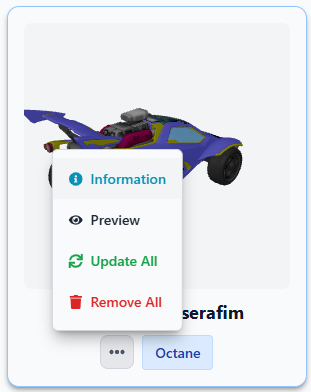 Information
Preview
Update All
Remove All
serafim
Octane